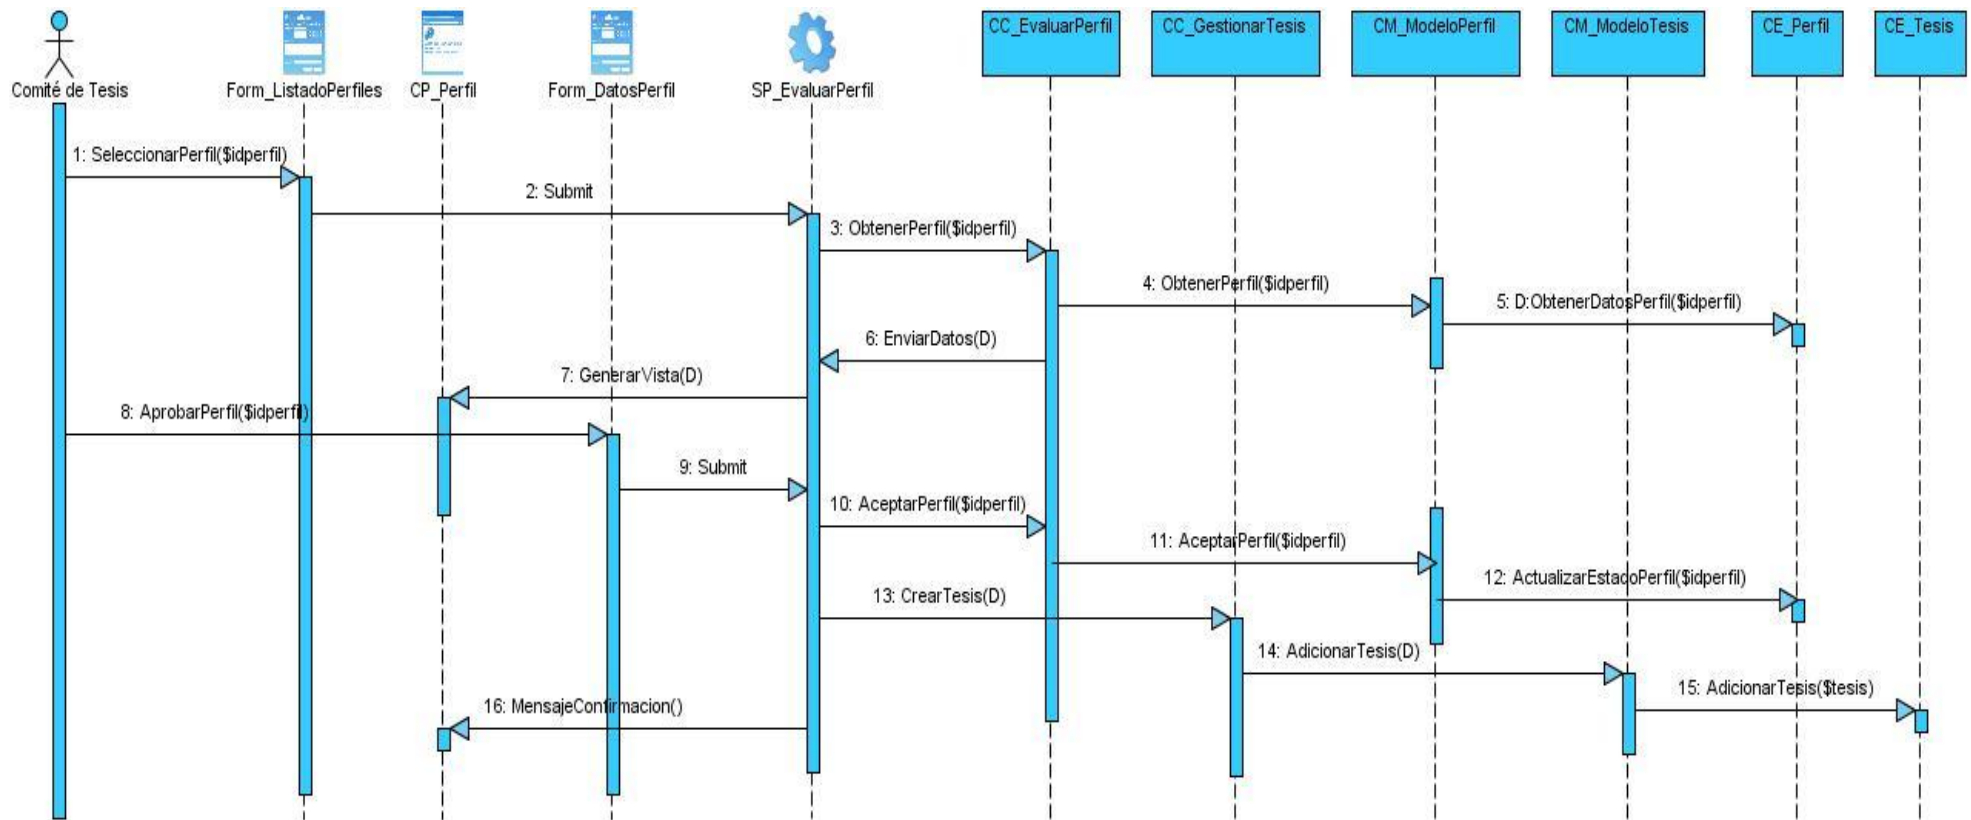 Comité de Tesis
Form_ListadoPerfiles
CP_Perfil
Form_DatosPerfil
SP_EvaluarPerfil
CC_EvaluarPerfil
CC_GestionarTesis
CM_ModeloPerfil
CM_ModeloTesis
CE_Perfil
CE_Tesis
1: SeleccionarPerfil($idperfil)
2: Submit
3: ObtenerPerfil($idperfil)
4: ObtenerPerfil($idperfil)
5: D:ObtenerDatosPerfil($idperfil)
6: EnviarDatos(D)
7: GenerarVista(D)
8: AprobarPerfil($idperfil)
9: Submit
10: AceptarPerfil($idperfil)
11: AceptarPerfil($idperfil)
12: ActualizarEstadoPerfil($idperfil)
13: CrearTesis(D)
14: AdicionarTesis(D)
15: AdicionarTesis($tesis)
16: MensajeConfirmacion()